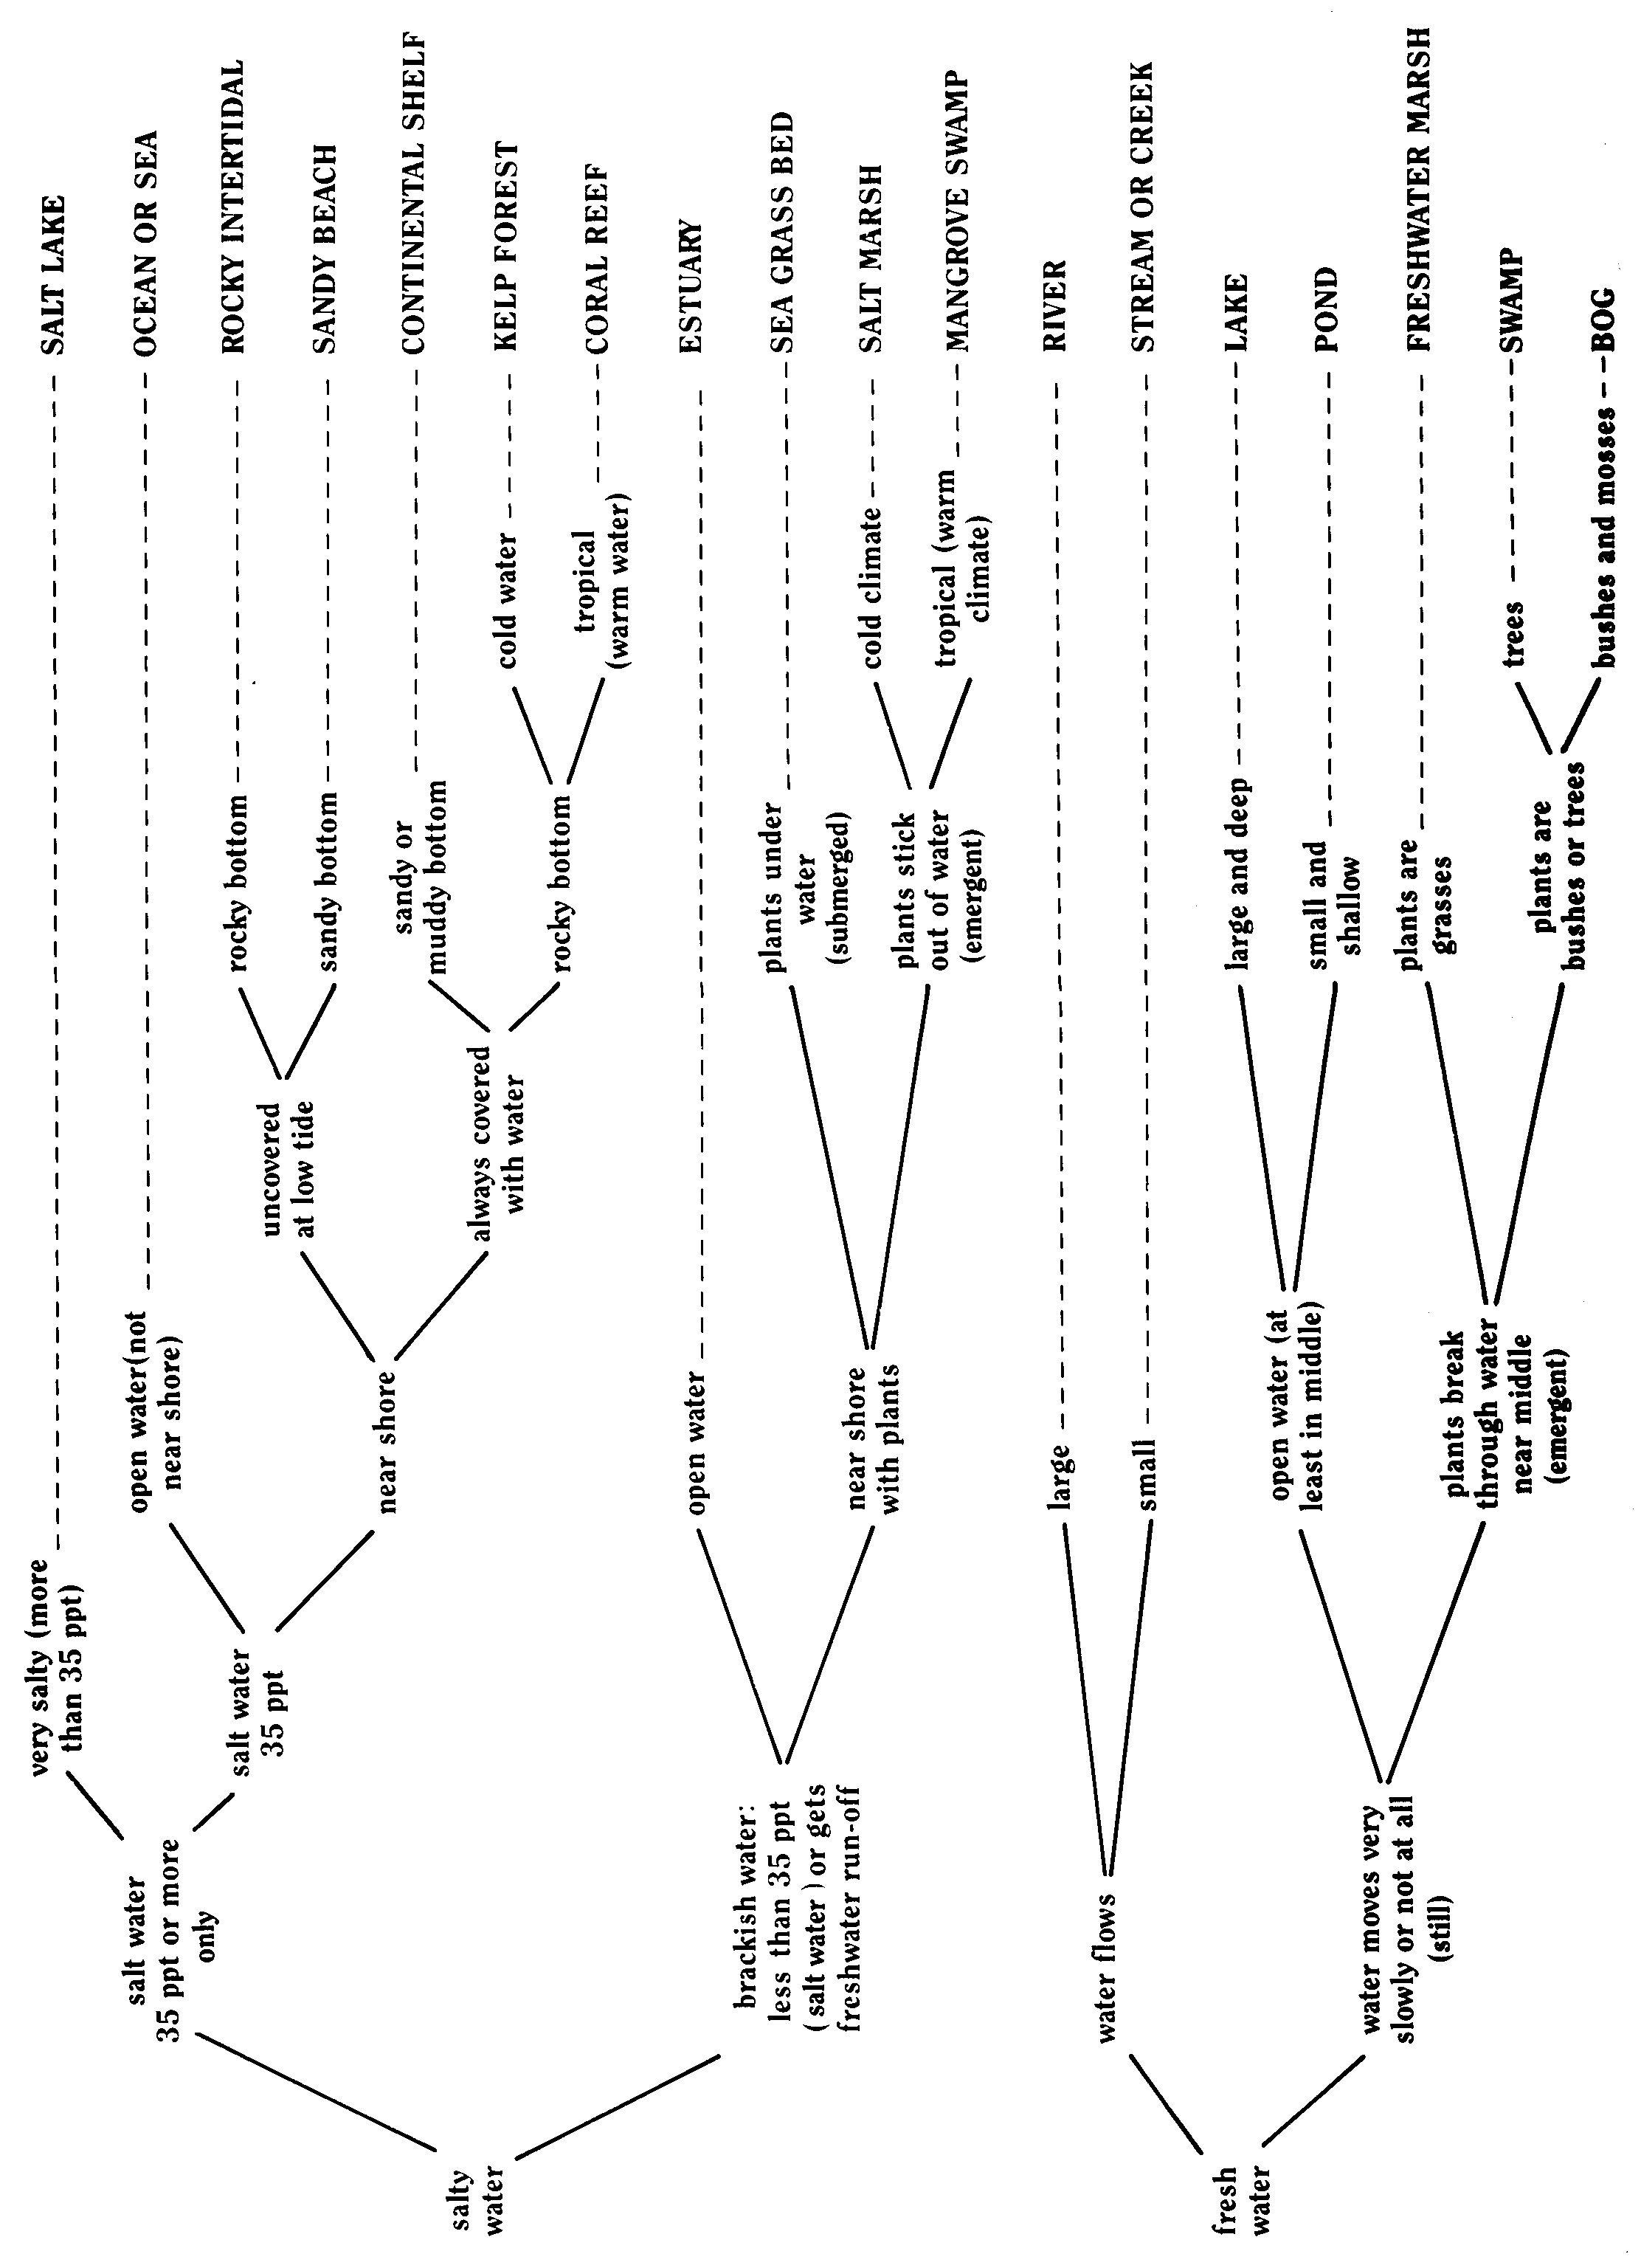 salty
water
salt water
35 ppt or more
only
very salty (more
than 35 ppt)
SALT LAKE
salt water
35 ppt
open water(not
near shore)
OCEAN OR SEA
near shore
uncovered
at low tide
rocky bottom
ROCKY INTERTIDAL
sandy bottom
SANDY BEACH
always covered
with water
sandy or
muddy bottom
CONTINENTAL SHELF
rocky bottom
cold water
KELP FOREST
tropical
(warm water)
CORAL REEF
brackish water:
less than 35 ppt
(salt water) or gets
freshwater run-off
open water
ESTUARY
near shore
with plants
plants under
water
(submerged)
SEA GRASS BED
plants stick
out of water
(emergent)
cold climate
SALT MARSH
tropical (warm
climate)
MANGROVE SWAMP
fresh
water
water flows
large
RIVER
small
STREAM OR CREEK
water moves very
slowly or not at all
(still)
open water (at
least in middle)
large and deep
LAKE
small and
shallow
POND
plants break
through water
near middle
(emergent)
plants are
grasses
FRESHWATER MARSH
plants are
bushes or trees
trees
SWAMP
bushes and mosses
BOG